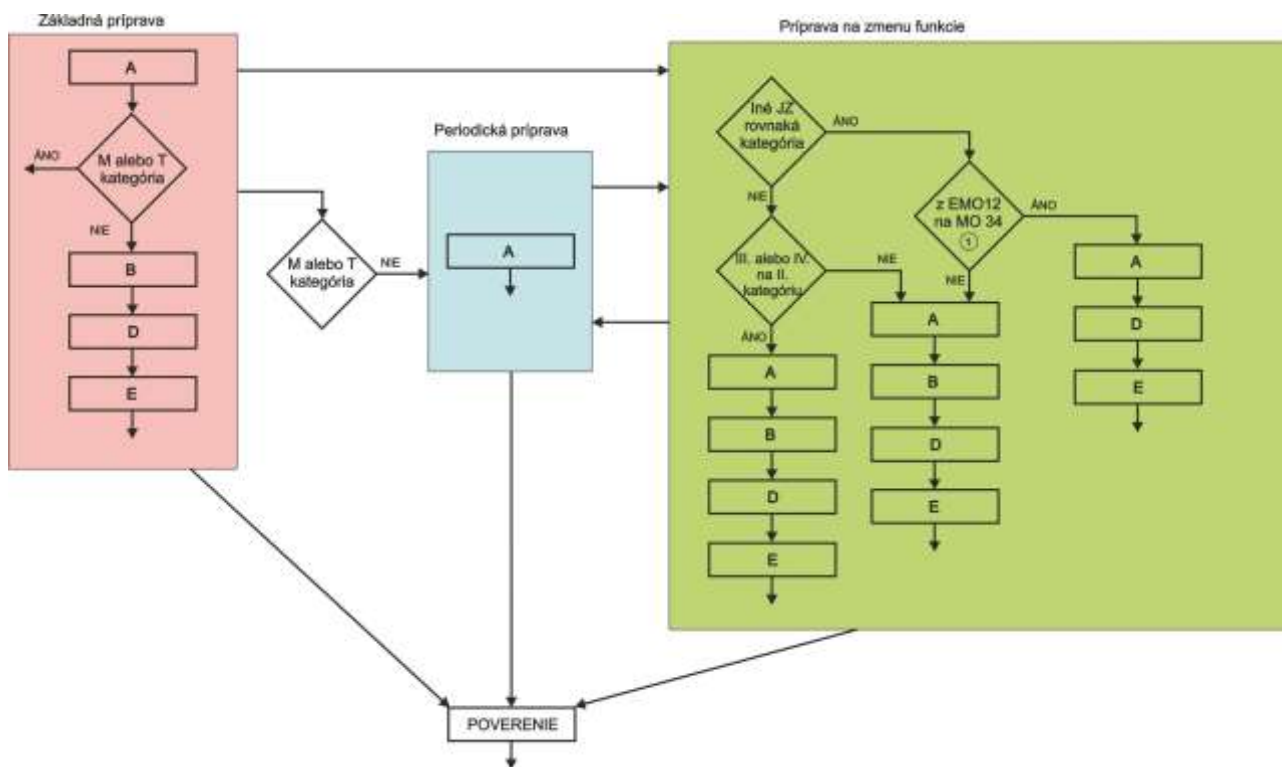 Základná príprava
A
M alebo T
kategória
ÁNO
NIE
B
D
E
M alebo T
kategória
NIE
Periodická príprava
A
Príprava na zmenu funkcie
Iné JZ
rovnaká
kategória
ÁNO
NIE
z EMO12
na MO 34
1
ÁNO
NIE
III. alebo IV.
na II.
kategóriu
NIE
ÁNO
A
B
D
E
A
B
D
E
A
D
E
POVERENIE